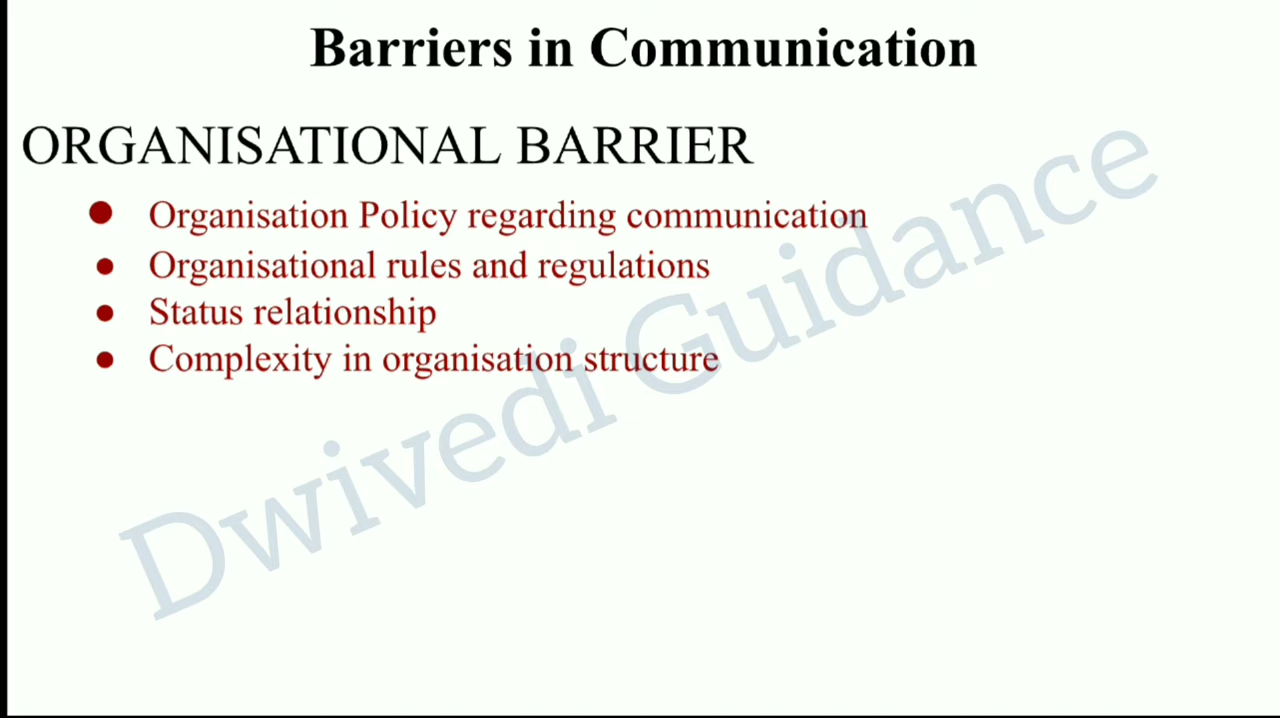 Barriers in Communication
ORGANISATIONAL BARRIER
● Organisation Policy regarding communication
● Organisational rules and regulations
● Status relationship
● Complexity in organisation structure
Dwivedi Guidance